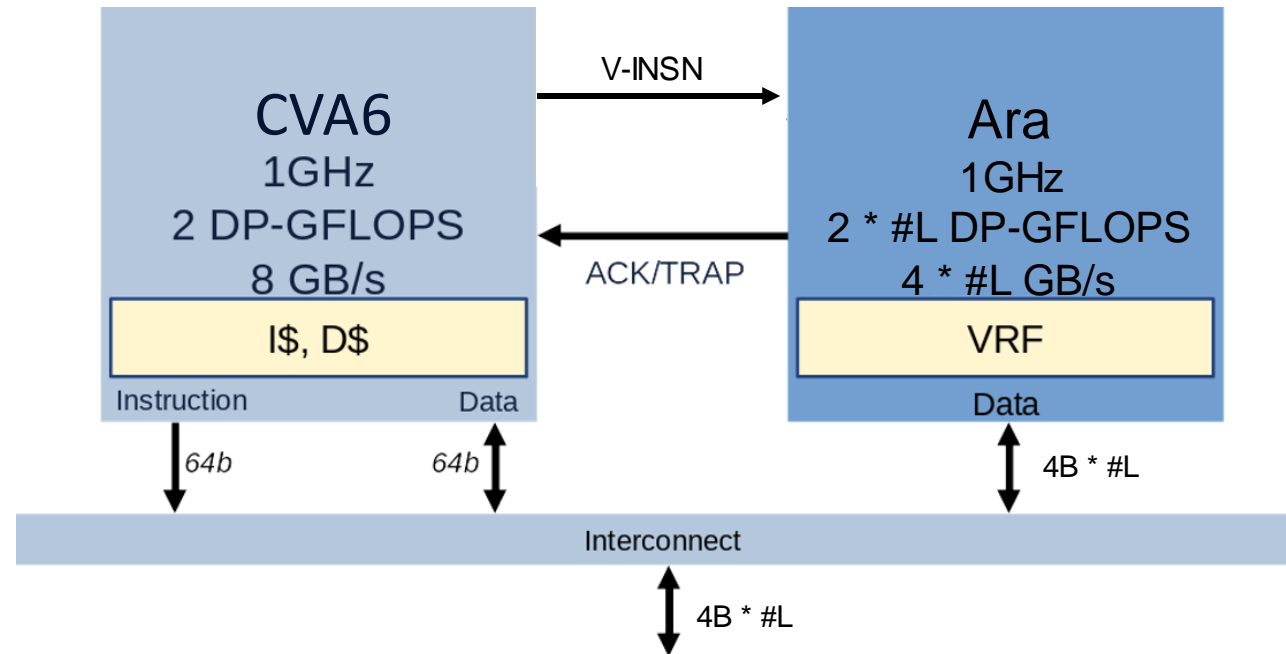 CVA6
1GHz
2 DP-GFLOPS
8 GB/s
I$, D$
Instruction
Data
64b
64b
V-INSN
ACK/TRAP
Ara
1GHz
2 * #L DP-GFLOPS
4 * #L GB/s
VRF
Data
4B * #L
Interconnect
4B * #L